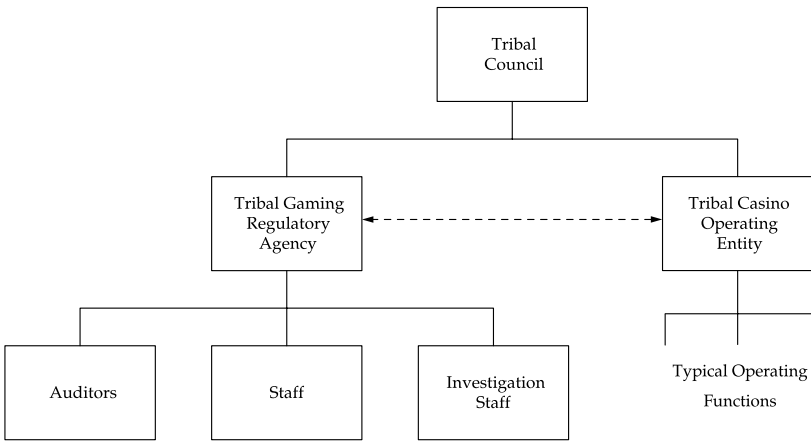 Tribal
Council
Tribal Gaming
Regulatory
Agency
Tribal Casino
Operating
Entity
Auditors
Staff
Investigation
Staff
Typical Operating
Functions